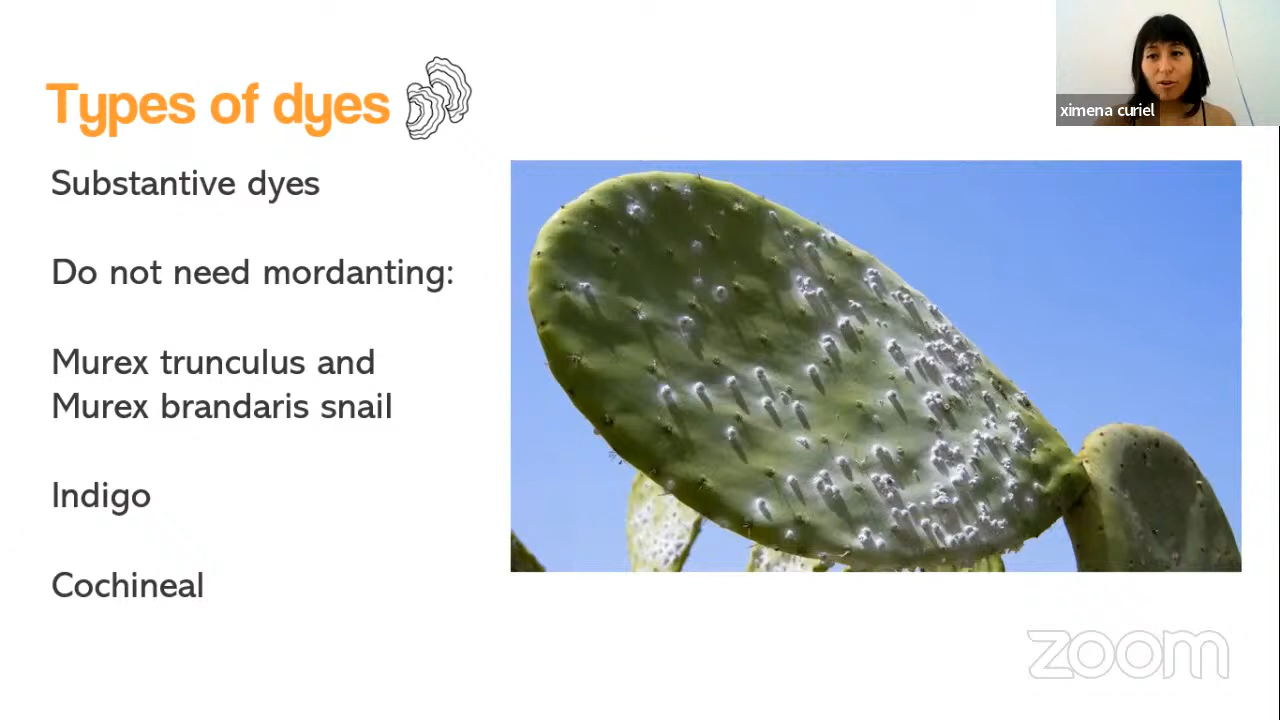 Types of dyes
ximena curiel
Substantive dyes
Do not need mordanting:
Murex trunculus and
Murex brandaris snail
Indigo
Cochineal
zoom